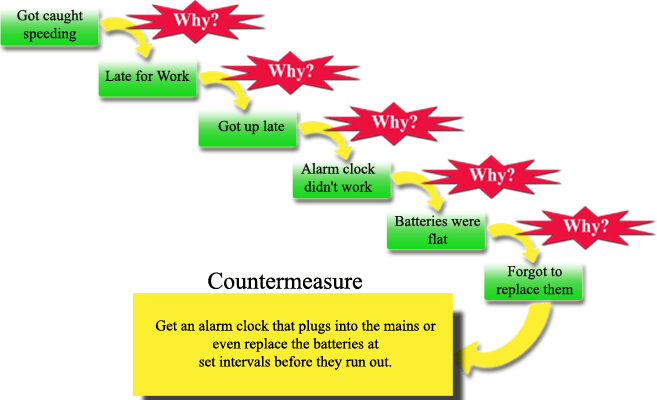 Got caught
speeding
Why?
Late for Work
Why?
Got up late
Why?
Alarm clock
didn't work
Why?
Batteries were
flat
Why?
Forgot to
replace them
Countermeasure
Get an alarm clock that plugs into the mains or
even replace the batteries at
set intervals before they run out.